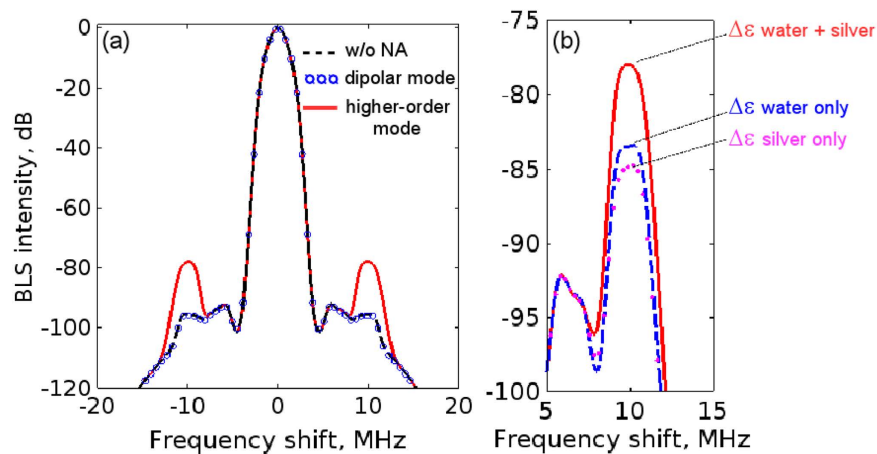 (a)
w/o NA
dipolar mode
higher-order
mode
BLS intensity, dB
0
-20
-40
-60
-80
-100
-120
-20
-10
0
10
20
Frequency shift, MHz
(b)
Δε water + silver
Δε water only
Δε silver only
-75
-80
-85
-90
-95
-100
5
10
15
Frequency shift, MHz